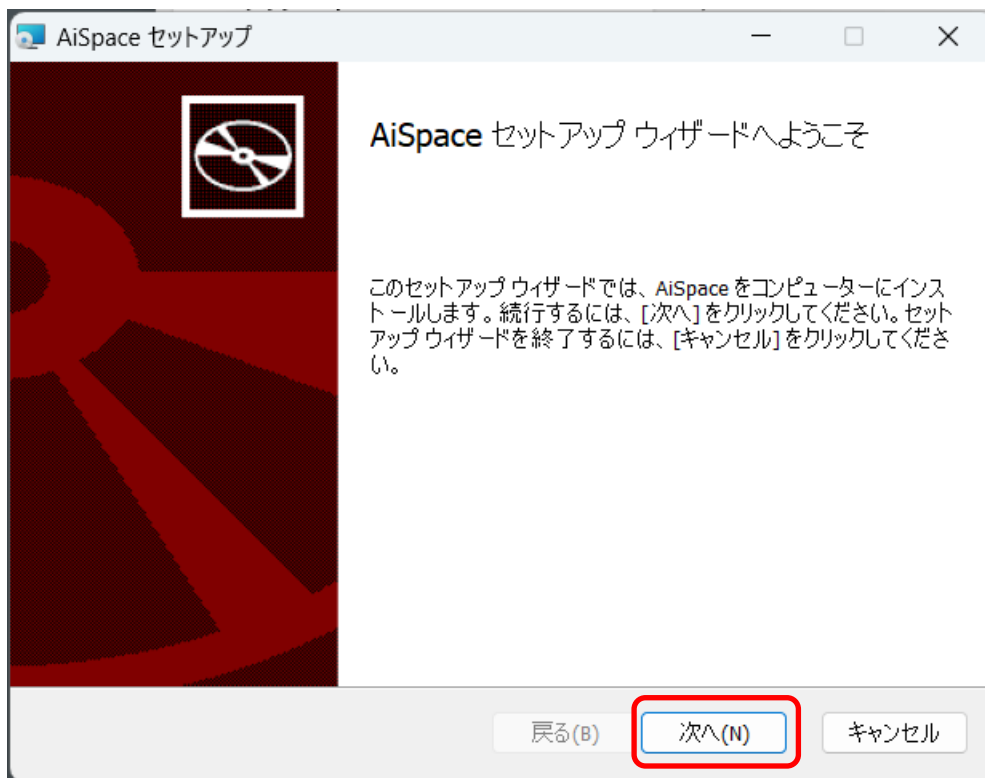 AiSpace セットアップ
AiSpace セットアップ ウィザードへようこそ
このセットアップ ウィザードでは、AiSpace をコンピューターにインス
ト ールします。続行するには、[次へ] をクリックしてください。セット
アップ ウィザードを終了するには、[キャンセル] をクリックしてくださ
い。
戻る(B) 次へ(N) キャンセル